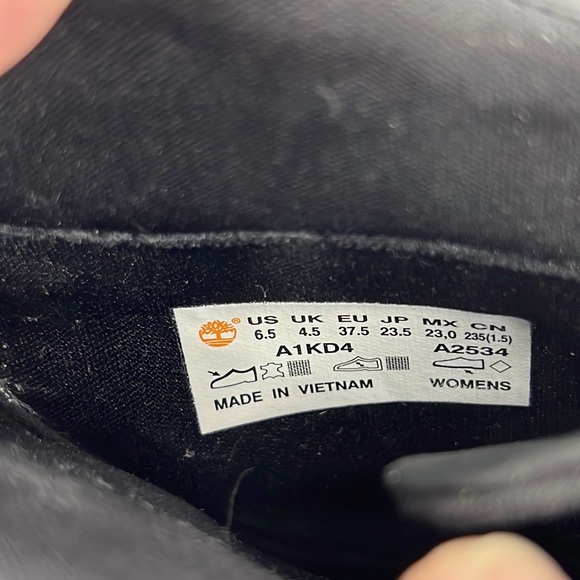 US UK EU JP MX CN
6.5 4.5 37.5 23.5 23,0 235(1.5)
A1KD4 A2534
MADE IN VIETNAM WOMENS